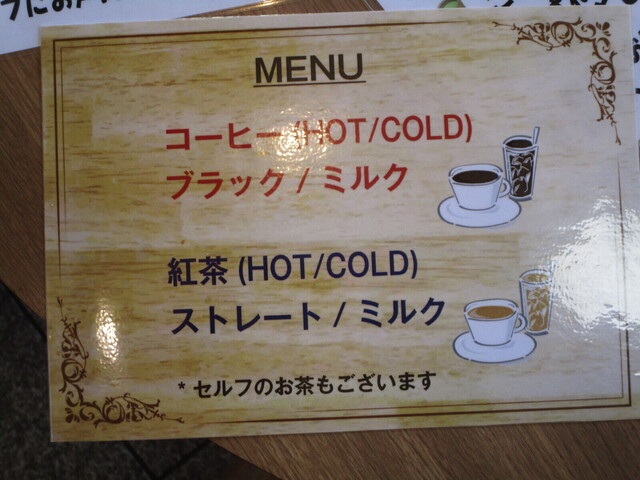 MENU
コーヒー (HOT/COLD)
ブラック / ミルク
紅茶 (HOT/COLD)
ストレート / ミルク
* セルフのお茶もございます